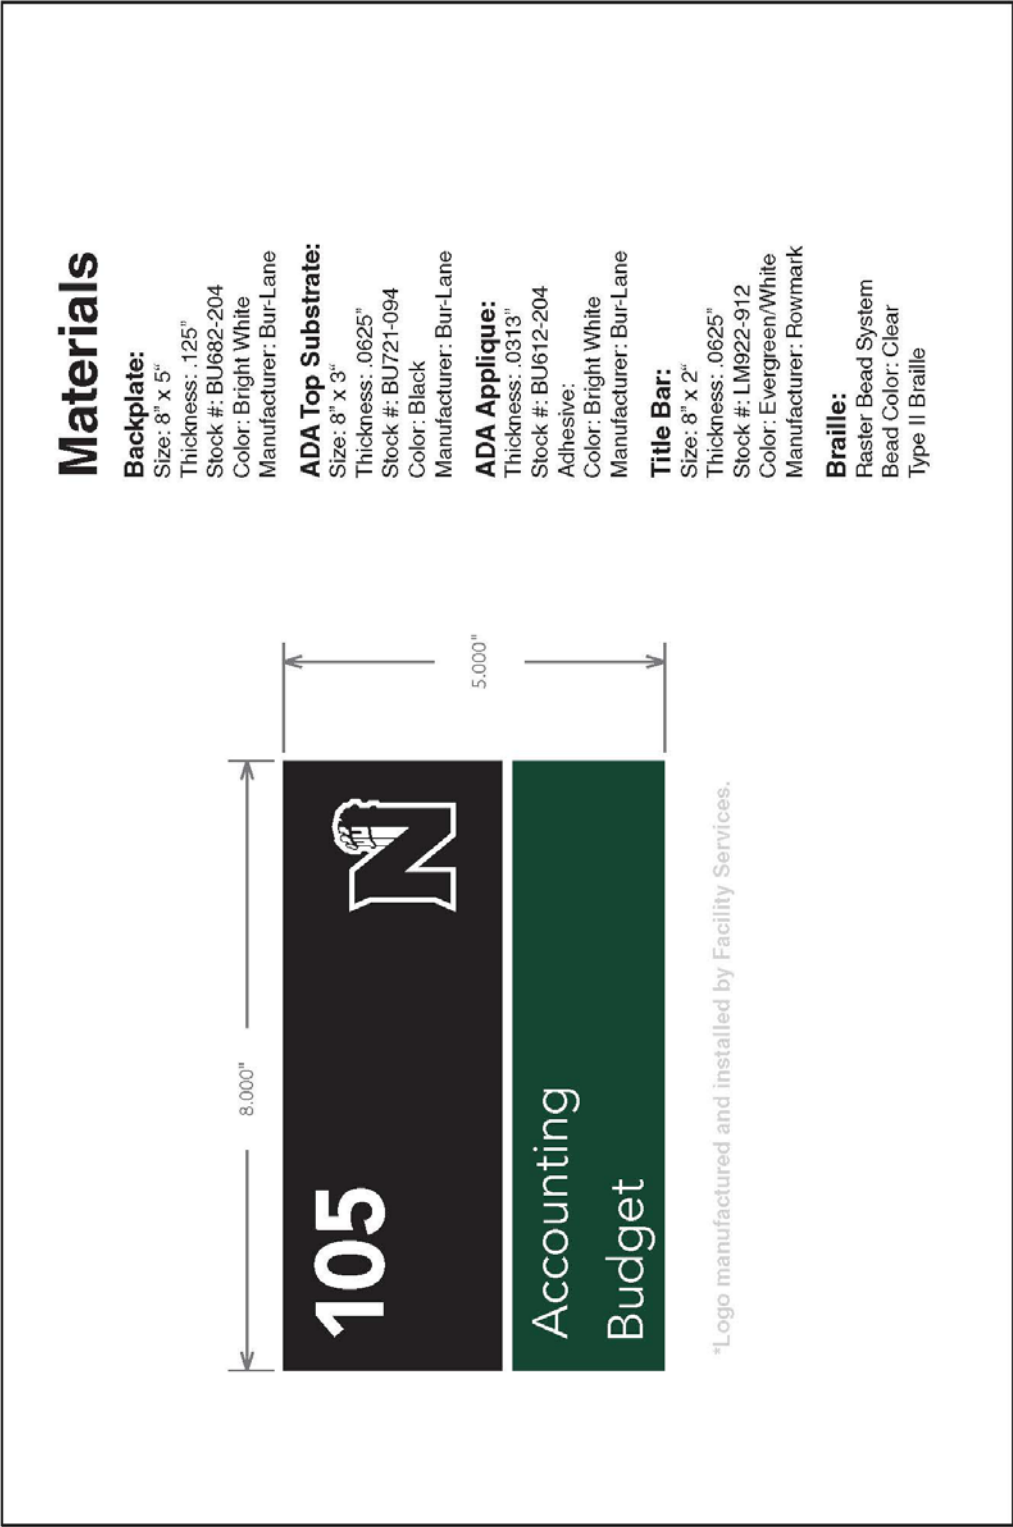 Materials
Backplate:
Size: 8” x 5“
Thickness: .125”
Stock #: BU682-204
Color: Bright White
Manufacturer: Bur-Lane
ADA Top Substrate:
Size: 8” x 3“
Thickness: .0625”
Stock #: BU721-094
Color: Black
Manufacturer: Bur-Lane
ADA Applique:
Thickness: .0313”
Stock #: BU612-204
Adhesive:
Color: Bright White
Manufacturer: Bur-Lane
Title Bar:
Size: 8” x 2“
Thickness: .0625”
Stock #: LM922-912
Color: Evergreen/White
Manufacturer: Rowmark
Braille:
Raster Bead System
Bead Color: Clear
Type II Braille
8.000"
5.000"
105
N
Accounting
Budget
*Logo manufactured and installed by Facility Services.